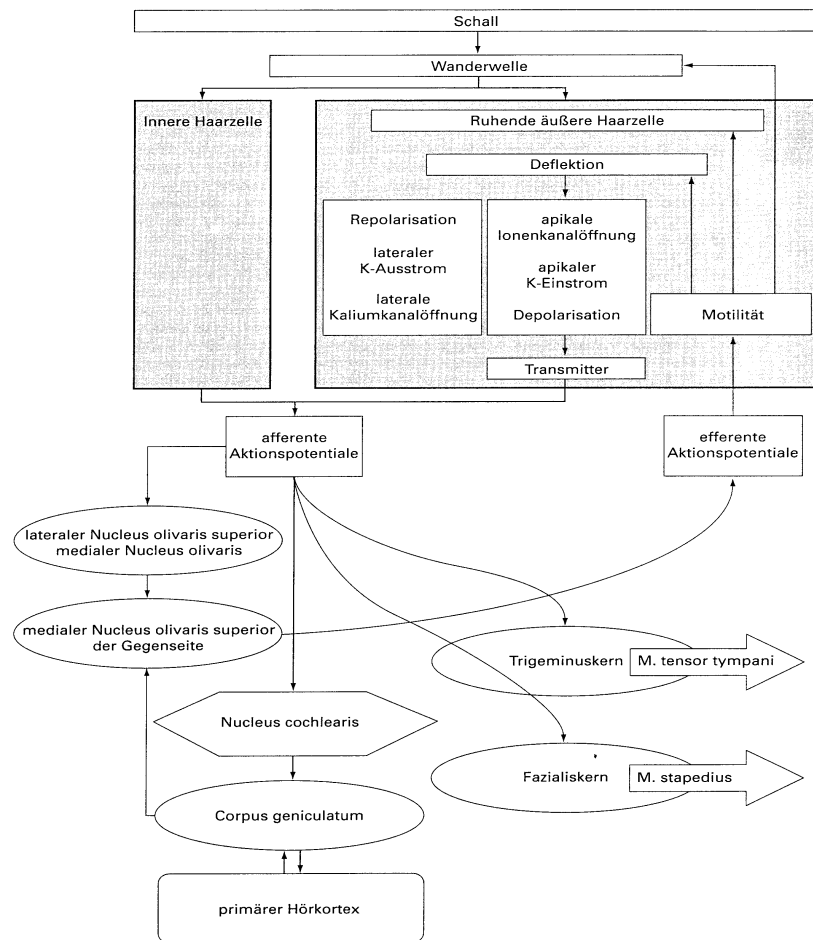 Schall
Wanderwelle
Innere Haarzelle
Ruhende äußere Haarzelle
Deflektion
Repolarisation
lateraler
K-Ausstrom
laterale
Kaliumkanalöffnung
apikale
Ionenkanalöffnung
apikaler
K-Einstrom
Depolarisation
Motilität
Transmitter
afferente
Aktionspotentiale
efferente
Aktionspotentiale
lateraler Nucleus olivaris superior
medialer Nucleus olivaris
medialer Nucleus olivaris superior
der Gegenseite
Trigeminuskern
M. tensor tympani
Nucleus cochlearis
Fazialiskern
M. stapedius
Corpus geniculatum
primärer Hörkortex